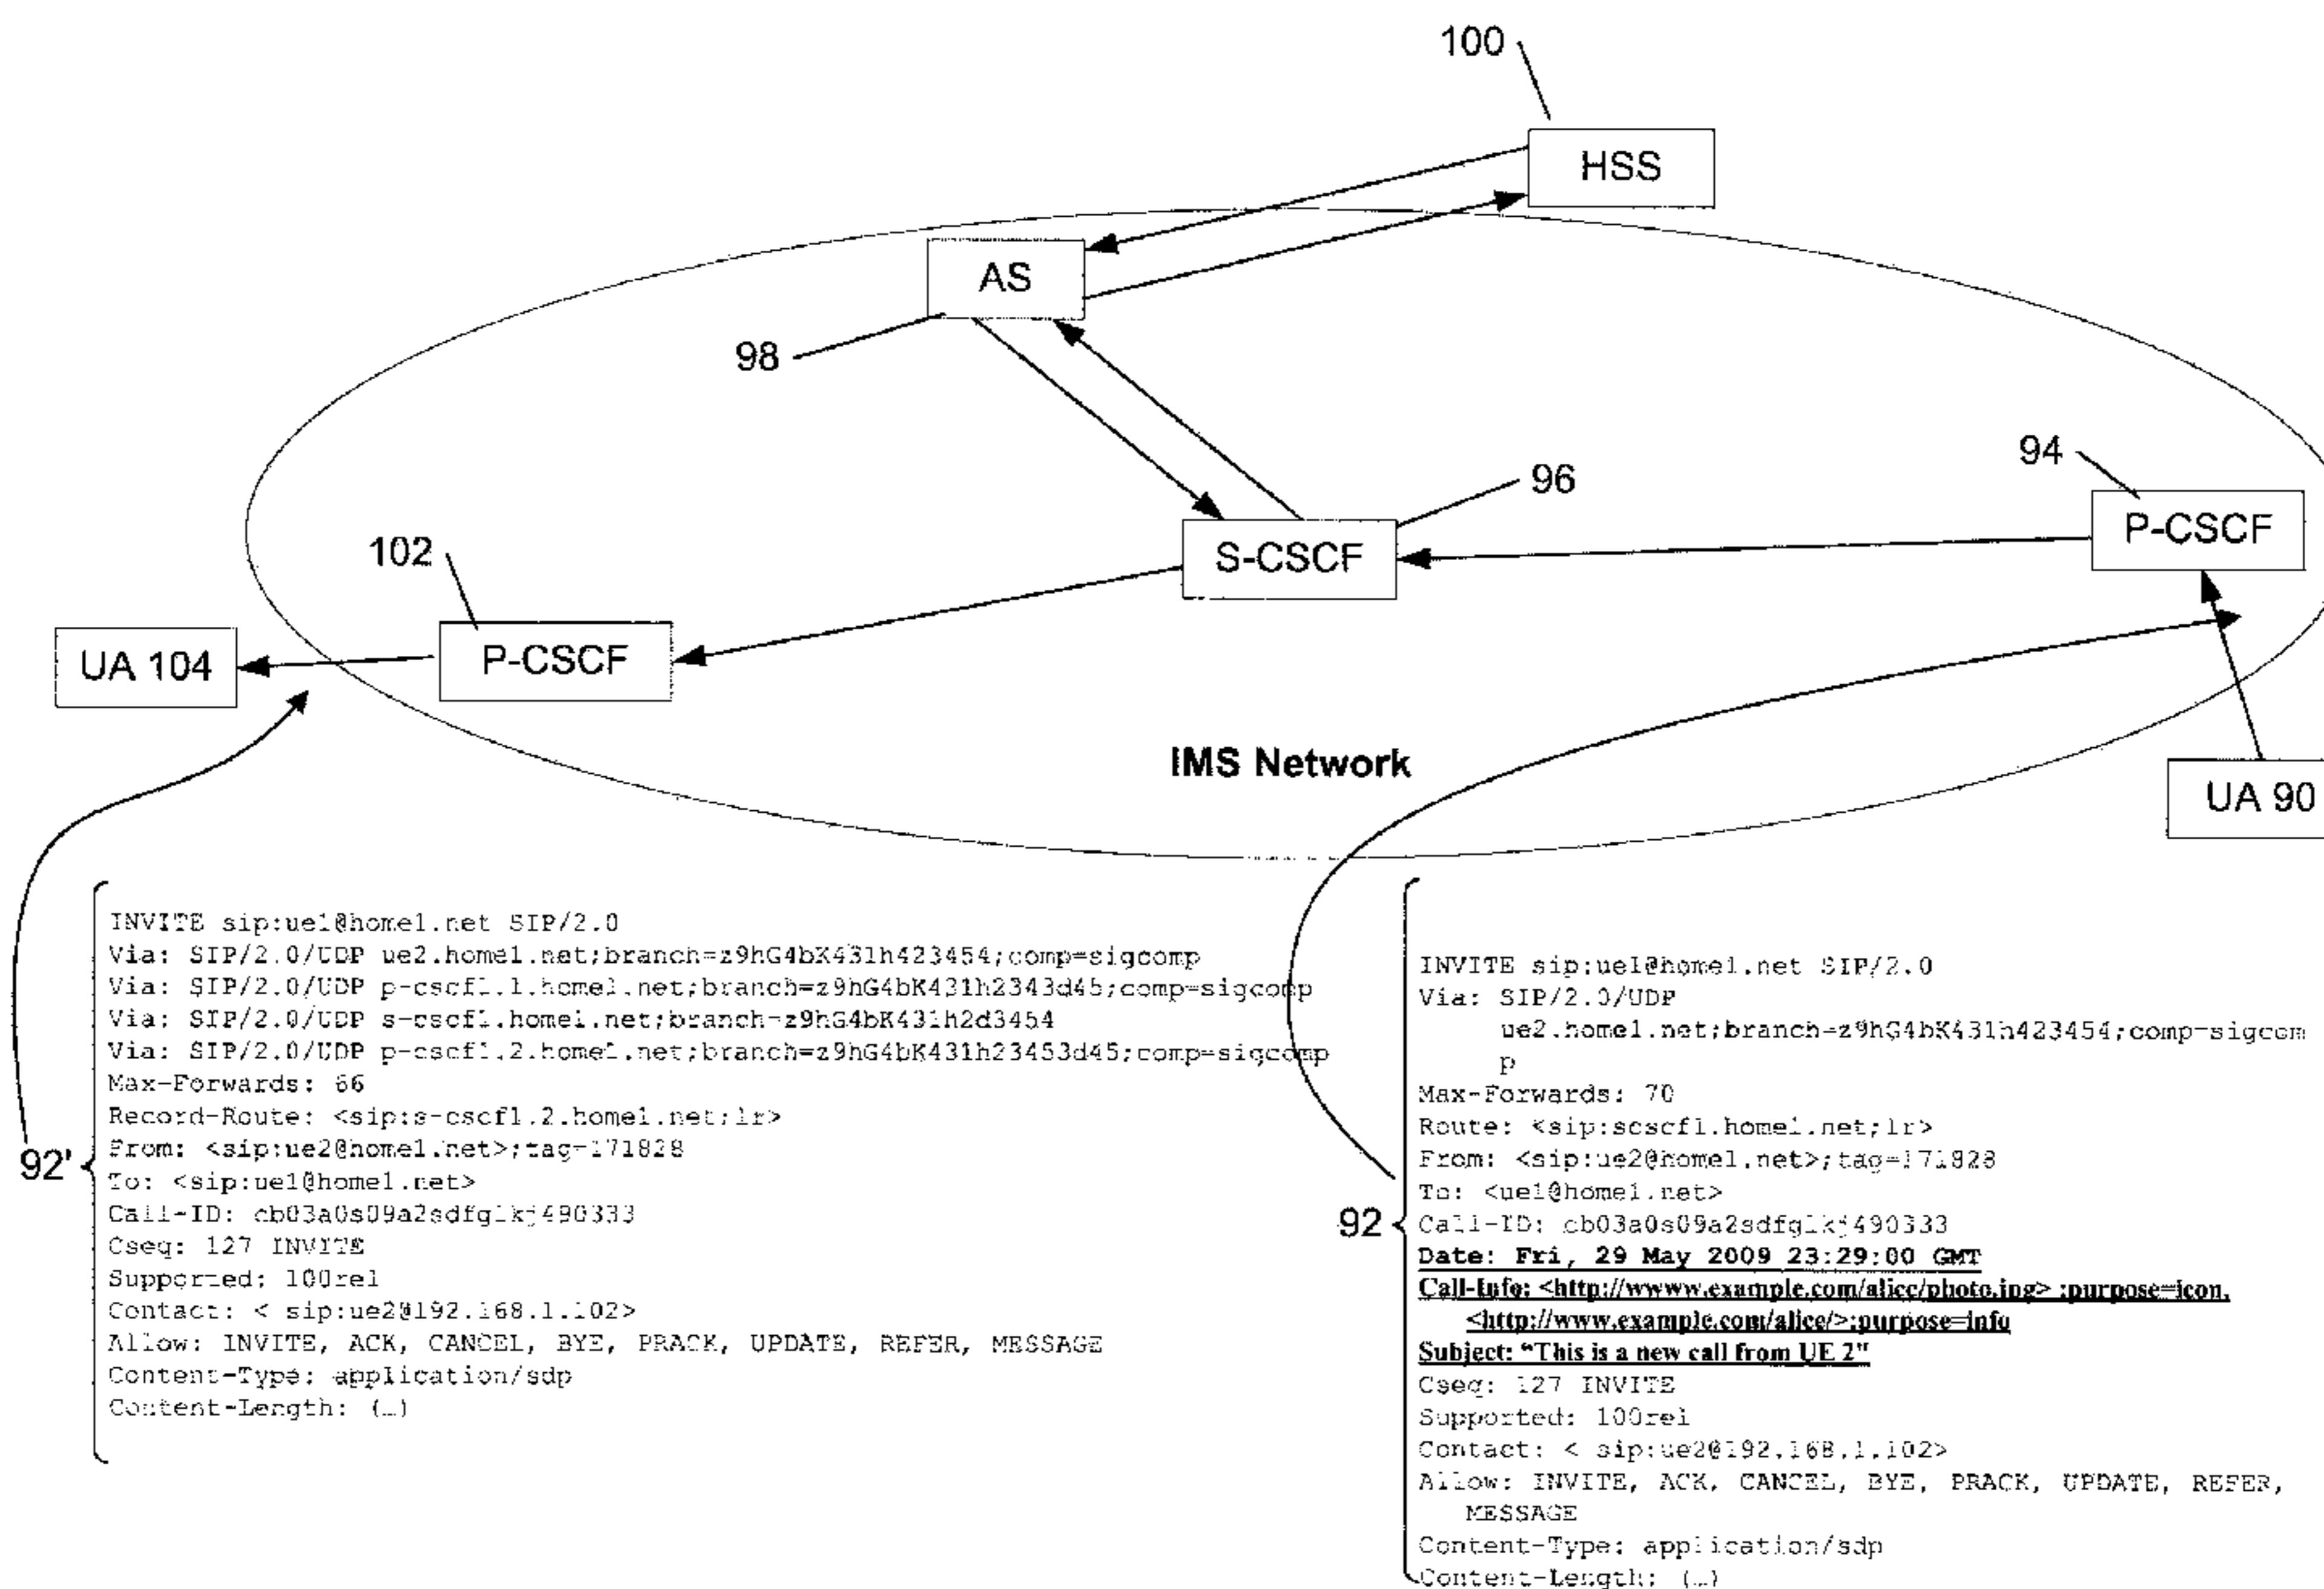 100
HSS
AS
98
94
96
P-CSCF
S-CSCF
102
UA 104
P-CSCF
IMS Network
UA 90
92'
INVITE sip:ue1@home1.net SIP/2.0
Via: SIP/2.0/UDP ue2.home1.net;branch=z9hG4bK431h423454;comp=sigcomp
Via: SIP/2.0/UDP p-cscf1.1.home1.net;branch=z9hG4bK431h2343d45;comp=sigcomp
Via: SIP/2.0/UDP s-cscf1.home1.net;branch=z9hG4bK431h2d3454
Via: SIP/2.0/UDP p-cscf1.2.home1.net;branch=z9hG4bK431h23453d45;comp=sigcomp
Max-Forwards: 66
Record-Route: <sip:s-cscf1.2.home1.net;lr>
From: <sip:ue2@home1.net>;tag=171828
To: <sip:ue1@home1.net>
Call-ID: cb03a0s09a2sdfglkj490333
Cseq: 127 INVITE
Supported: 100rel
Contact: < sip:ue2@192.168.1.102>
Allow: INVITE, ACK, CANCEL, BYE, PRACK, UPDATE, REFER, MESSAGE
Content-Type: application/sdp
Content-Length: (…)
92
INVITE sip:ue1@home1.net SIP/2.0
Via: SIP/2.0/UDP
ue2.home1.net;branch=z9hG4bK431h423454;comp=sigcom
p
Max-Forwards: 70
Route: <sip:scscf1.home1.net;lr>
From: <sip:ue2@home1.net>;tag=171828
To: <ue1@home1.net>
Call-ID: cb03a0s09a2sdfglkj490333
Date: Fri, 29 May 2009 23:29:00 GMT
Call-Info: <http://wwww.example.com/alice/photo.jpg> ;purpose=icon,
<http://www.example.com/alice/>;purpose=info
Subject: "This is a new call from UE 2"
Cseq: 127 INVITE
Supported: 100rel
Contact: < sip:ue2@192.168.1.102>
Allow: INVITE, ACK, CANCEL, BYE, PRACK, UPDATE, REFER,
MESSAGE
Content-Type: application/sdp
Content-Length: (…)